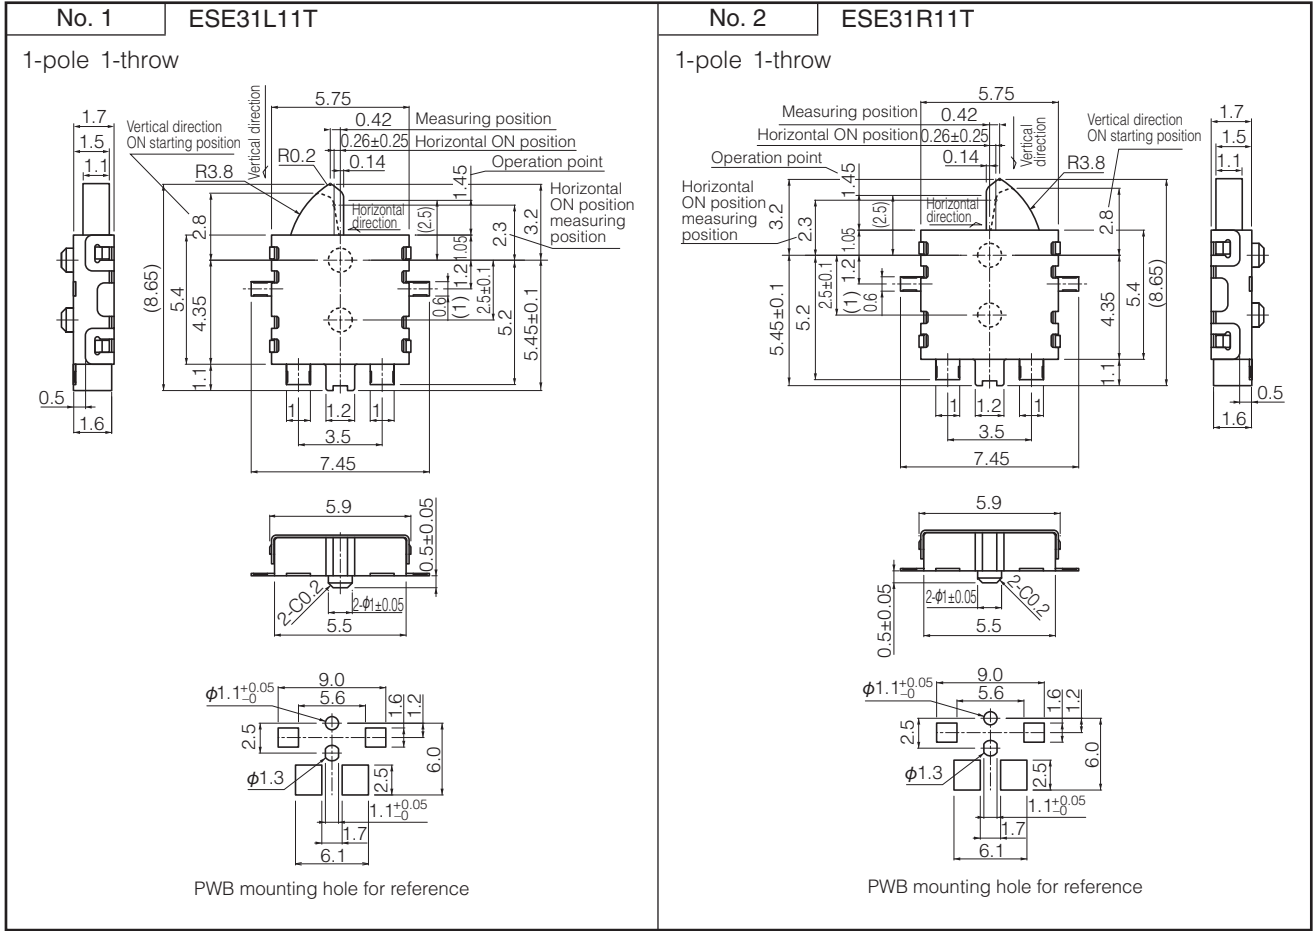 No. 1
ESE31L11T
1-pole 1-throw
1.7
1.5
1.1
0.5
1.6
Vertical direction
ON starting position
Vertical direction
5.75
0.42
Measuring position
0.26±0.25
Horizontal ON position
Operation point
0.14
R0.2
R3.8
1.45
Horizontal
direction
Horizontal
ON position
measuring
position
(2.5)
2.3
3.2
2.8
(8.65)
5.4
4.35
1.1
1.05
1.2
0.6
(1)
2.5±0.1
5.2
5.45±0.1
1
1.2
1
3.5
7.45
5.9
0.5±0.05
2-C0.2
2-ϕ1±0.05
5.5
ϕ1.1+0.05 −0
9.0
5.6
1.6
1.2
2.5
6.0
ϕ1.3
2.5
1.1+0.05 −0
1.7
6.1
PWB mounting hole for reference
No. 2
ESE31R11T
1-pole 1-throw
5.75
Measuring position
0.42
Horizontal ON position
0.26±0.25
Operation point
0.14
Vertical
direction
Vertical direction
ON starting position
R3.8
1.7
1.5
1.1
Horizontal
ON position
measuring
position
Horizontal
direction
1.45
(2.5)
3.2
2.3
1.05
1.2
2.5±0.1
(1)
0.6
5.2
5.45±0.1
2.8
4.35
5.4
(8.65)
1.1
0.5
1.6
1
1.2
1
3.5
7.45
5.9
0.5±0.05
2-ϕ1±0.05
2-C0.2
5.5
ϕ1.1+0.05 −0
9.0
5.6
1.6
1.2
2.5
6.0
ϕ1.3
2.5
1.1+0.05 −0
1.7
6.1
PWB mounting hole for reference